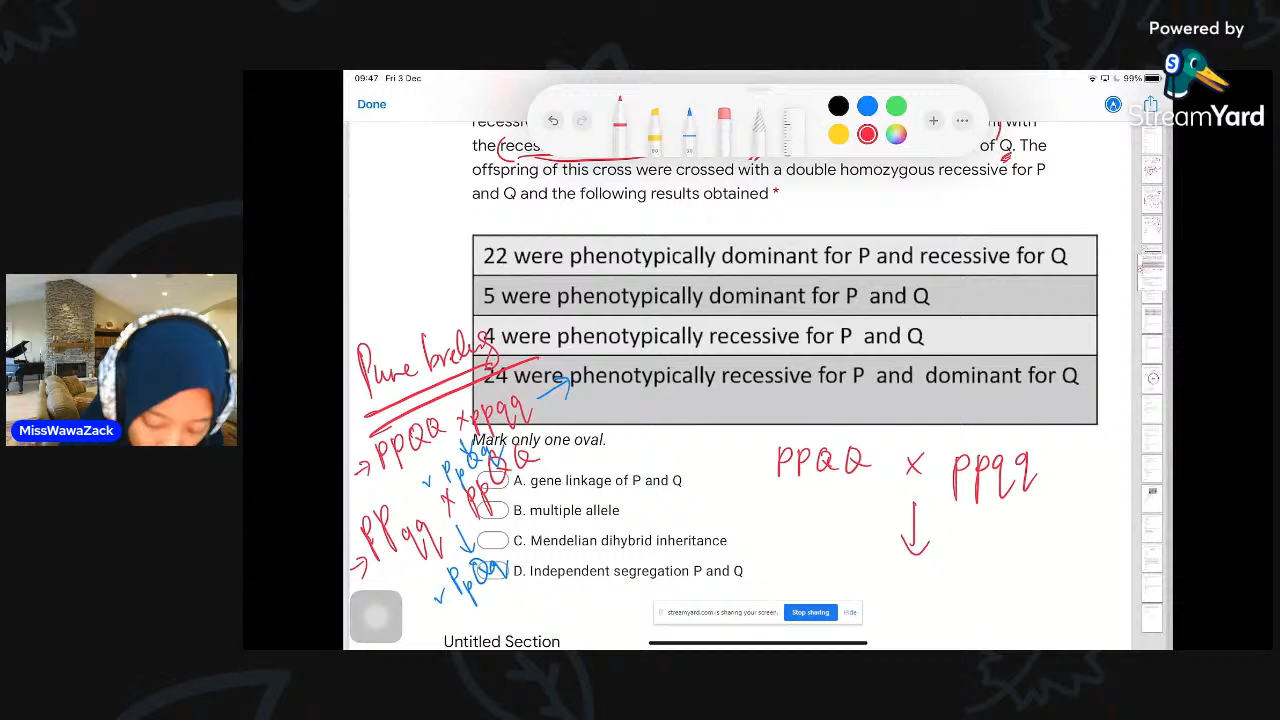 Powered by
StreamYard
09:47 Fri 3 Dec
99%
Done
recessiv
with
the reces
of Q. The
offspring of this cross were crossed with a double homozygous recessive for P
and Q and the following results obtained *
22 were phenotypically dominant for P and recessive for Q
5 were phenotypically dominant for P and Q
4 were phenotypically recessive for P and Q
24 were phenotypically recessive for P and dominant for Q
Pure breeding
PPQQ x ppqq
PpQq
PPqq x ppQQ
PpQq
Mark only one oval.
A. gene linkage of P and Q
B. multiple allele
C. Mendelian dihybrid inheritance
D. Independent segregation P and Q
PPQQ x ppqq
MissWawaZack
streamyard.com is sharing your screen.
Stop sharing
Hide
Untitled Section